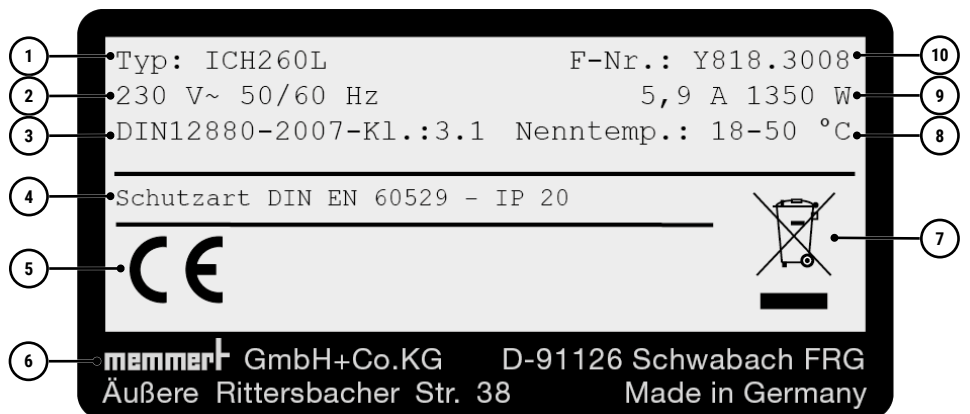 1 Typ: ICH260L F-Nr.: Y818.3008 10
2 230 V~ 50/60 Hz 5,9 A 1350 W 9
3 DIN12880-2007-Kl.:3.1 Nenntemp.: 18-50 °C 8
4 Schutzart DIN EN 60529 – IP 20
7
5 CE
6 memmert GmbH+Co.KG D-91126 Schwabach FRG
Äußere Rittersbacher Str. 38 Made in Germany